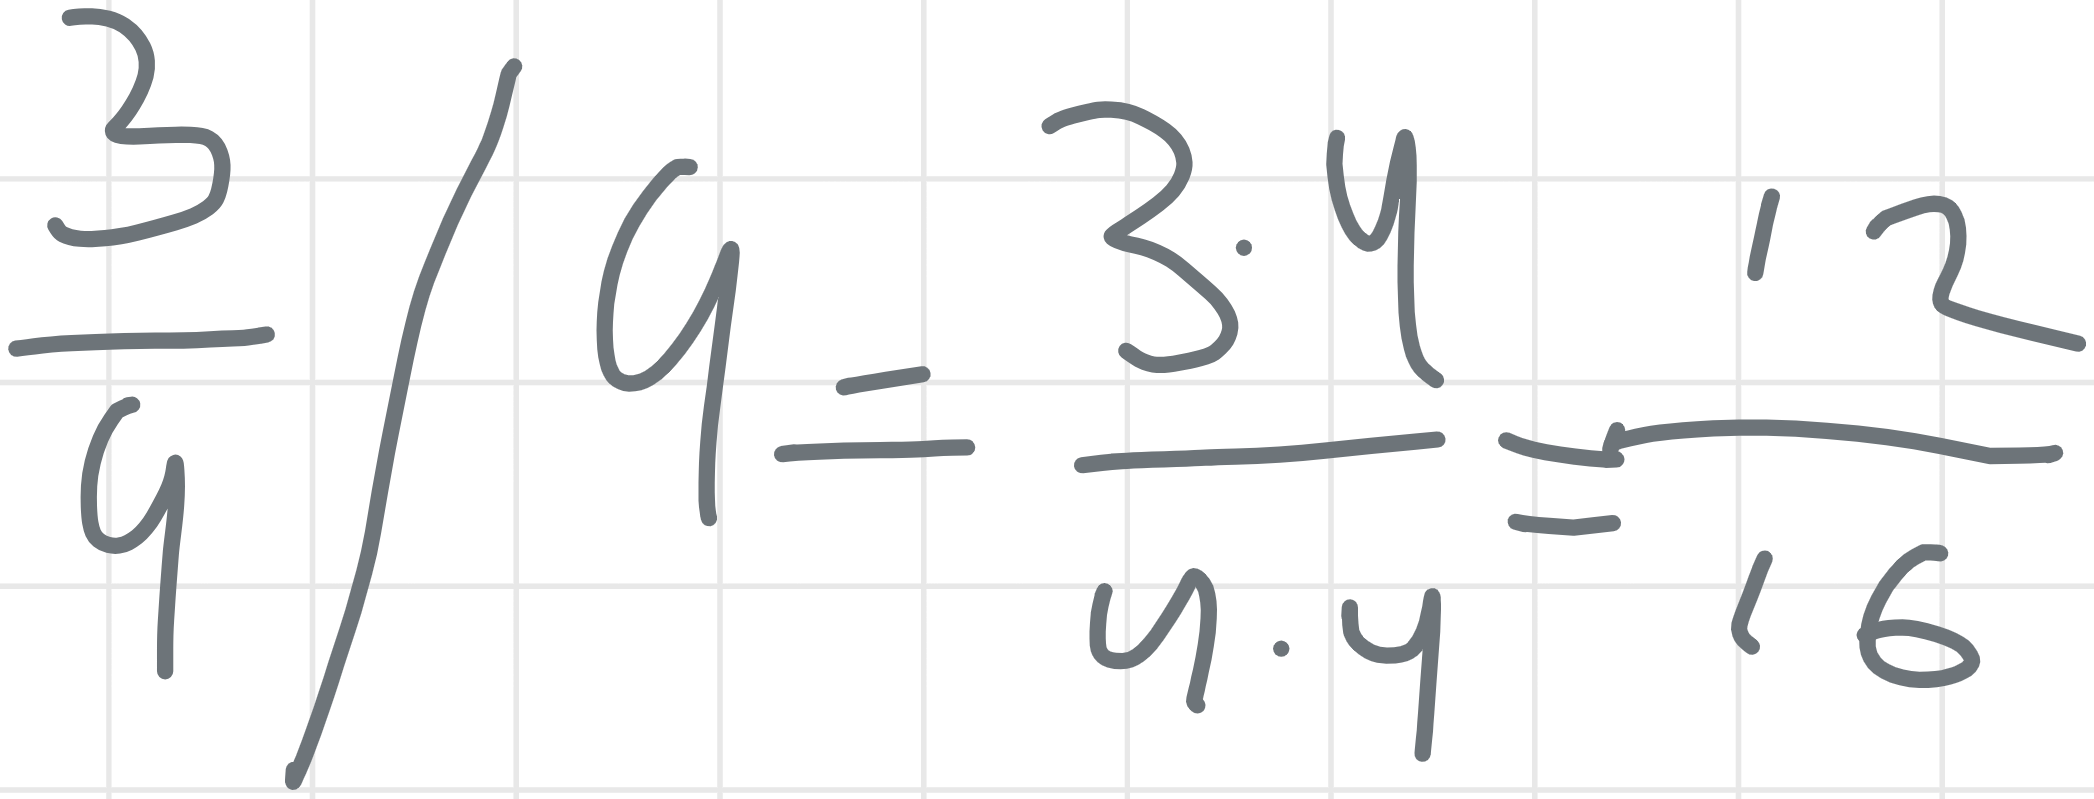 3/4 / 4 = 3·4 / 4·4 = 12/16